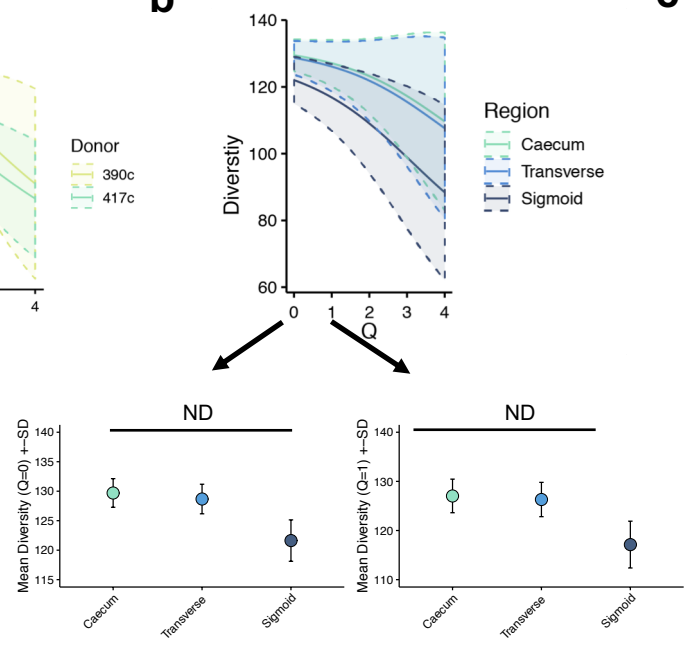 b
Donor
390c
417c
4
Diverstiy
140
120
100
80
60
0 1 2 3 4
Q
Region
Caecum
Transverse
Sigmoid
ND
Mean Diversity (Q=0) +-SD
140
135
130
125
120
115
Caecum
Transverse
Sigmoid
ND
Mean Diversity (Q=1) +-SD
140
130
120
110
Caecum
Transverse
Sigmoid